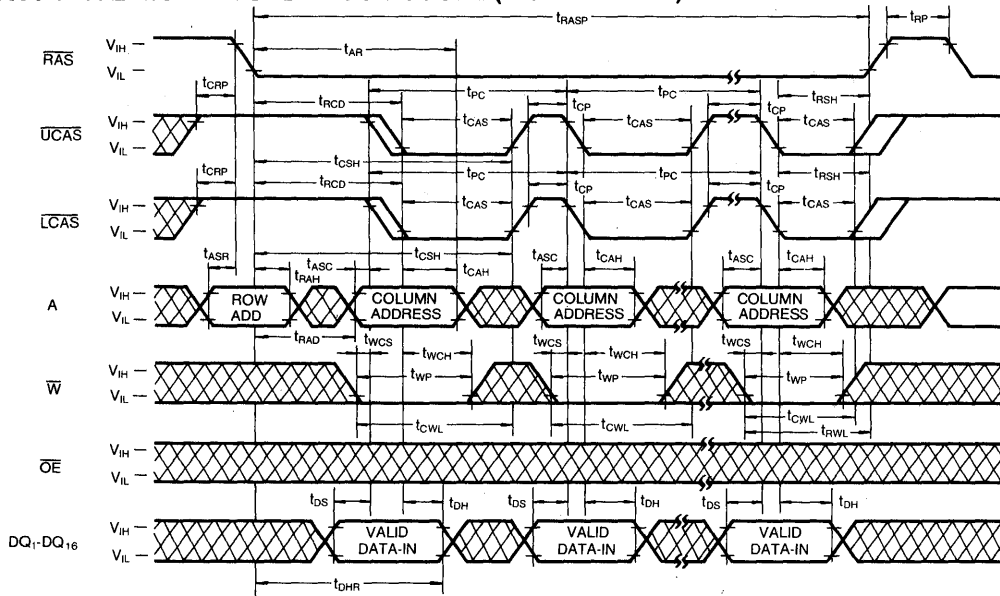 tRASP
tRP
VIH
RAS
VIL
tAR
tCRP
tRCD
tPC
tPC
tCP
tCP
tRSH
VIH
UCAS
VIL
tCAS
tCAS
tCAS
tCSH
tCRP
tRCD
tPC
tPC
tCP
tCP
tRSH
VIH
LCAS
VIL
tCAS
tCAS
tCAS
tCSH
tASR
tRAH
tASC
tCAH
tASC
tCAH
tASC
tCAH
VIH
A
VIL
ROW ADD
COLUMN ADDRESS
COLUMN ADDRESS
COLUMN ADDRESS
tRAD
tWCS
tWCH
tWCS
tWCH
tWCS
tWCH
VIH
W
VIL
tWP
tWP
tWP
tCWL
tCWL
tCWL
tRWL
VIH
OE
VIL
tDS
tDH
tDS
tDH
tDS
tDH
VIH
DQ1-DQ16
VIL
VALID DATA-IN
VALID DATA-IN
VALID DATA-IN
tDHR